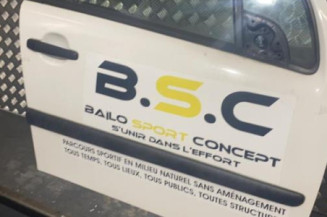 B.S.C
BAILO SPORT CONCEPT
S'UNIR DANS L'EFFORT
PARCOURS SPORTIF EN MILIEU NATUREL SANS AMÉNAGEMENT
TOUS TEMPS, TOUS LIEUX, TOUS PUBLICS, TOUTES STRUCTURE